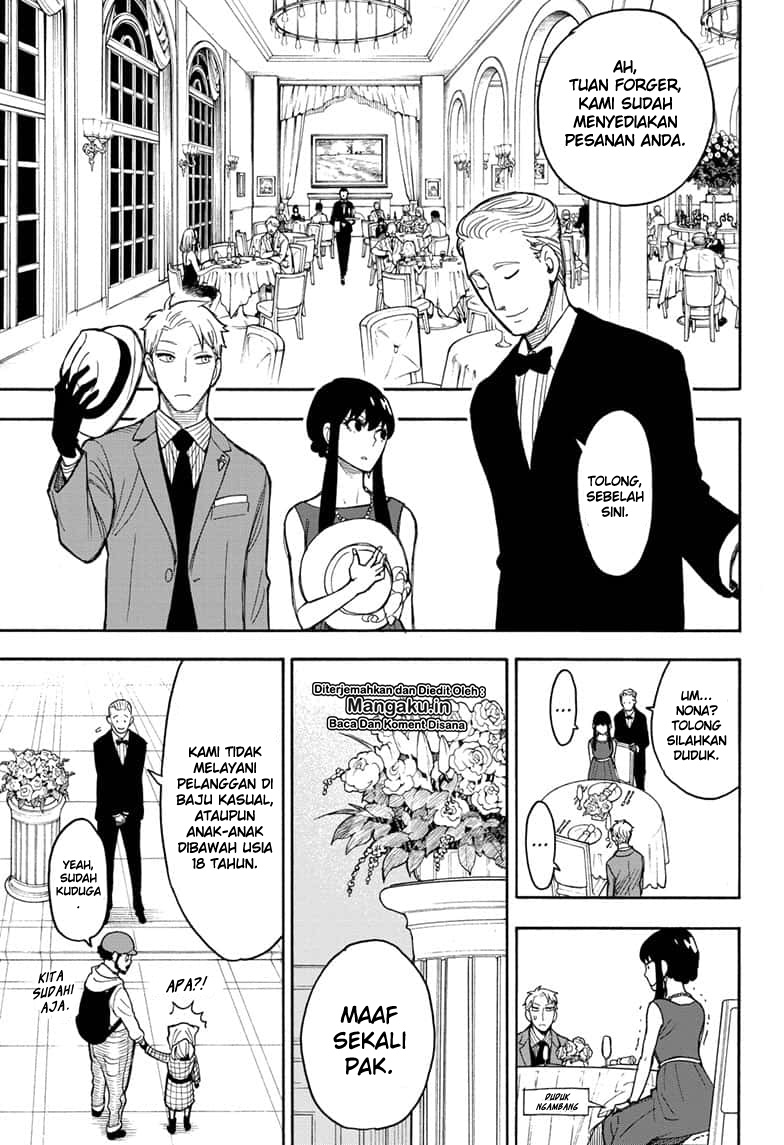 AH,
TUAN FORGER,
KAMI SUDAH
MENYEDIAKAN
PESANAN ANDA.
TOLONG,
SEBELAH
SINI.
UM...
NONA?
TOLONG
SILAHKAN
DUDUK.
...
...
DUDUK
NGAMBANG
Diterjemahkan dan Diedit Oleh :
Mangaku.in
Baca Dan Koment Disana
MAAF
SEKALI
PAK.
KAMI TIDAK
MELAYANI
PELANGGAN DI
BAJU KASUAL,
ATAUPUN
ANAK-ANAK
DIBAWAH USIA
18 TAHUN.
YEAH,
SUDAH
KUDUGA
.
APA?!
KITA
SUDAHI
AJA.